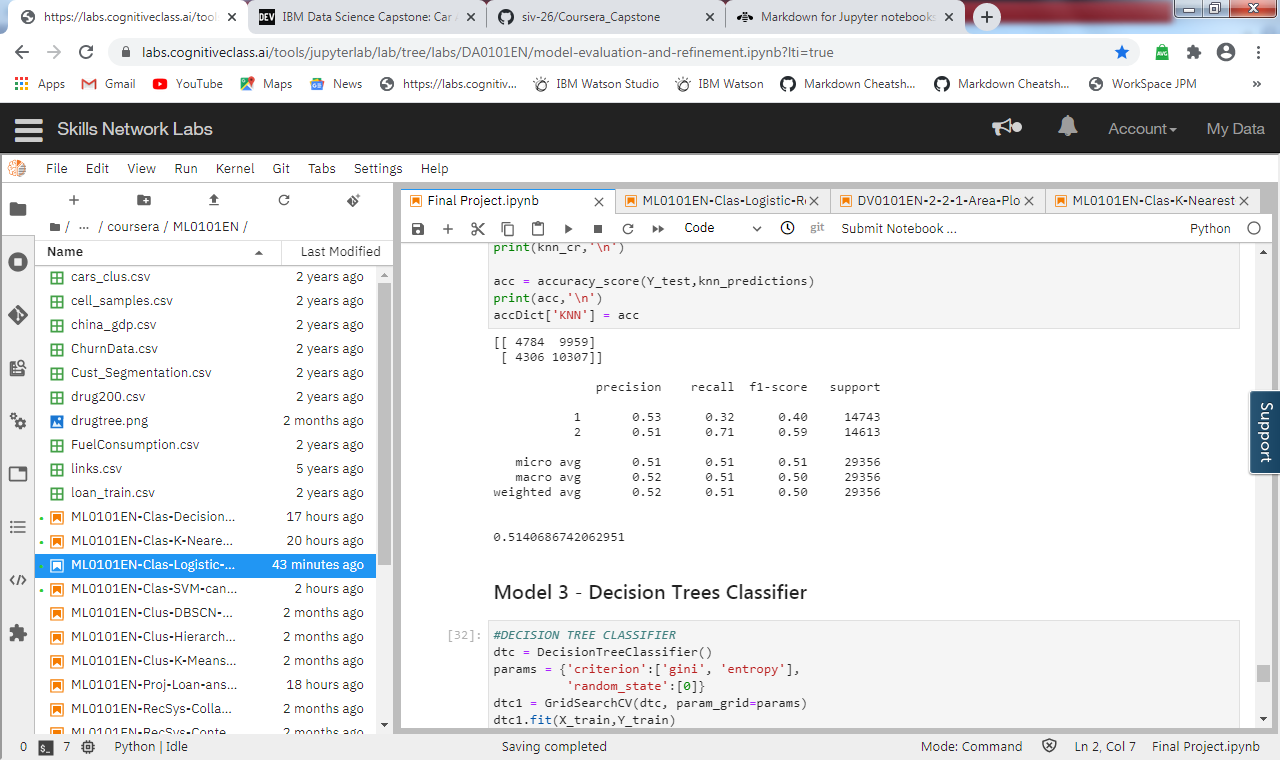 https://labs.cognitiveclass.ai/tool
IBM Data Science Capstone: Car A
siv-26/Coursera_Capstone
Markdown for Jupyter notebooks
labs.cognitiveclass.ai/tools/jupyterlab/lab/tree/labs/DA0101EN/model-evaluation-and-refinement.ipynb?lti=true
Apps
Gmail
YouTube
Maps
News
https://labs.cognitiv...
IBM Watson Studio
IBM Watson
Markdown Cheatsh...
Markdown Cheatsh...
WorkSpace JPM
»
Skills Network Labs
Account
My Data
File Edit View Run Kernel Git Tabs Settings Help
/ ... / coursera / ML0101EN /
Name Last Modified
cars_clus.csv 2 years ago
cell_samples.csv 2 years ago
china_gdp.csv 2 years ago
ChurnData.csv 2 years ago
Cust_Segmentation.csv 2 years ago
drug200.csv 2 years ago
drugtree.png 2 months ago
FuelConsumption.csv 2 years ago
links.csv 5 years ago
loan_train.csv 2 years ago
ML0101EN-Clas-Decision... 17 hours ago
ML0101EN-Clas-K-Neare... 20 hours ago
ML0101EN-Clas-Logistic-... 43 minutes ago
ML0101EN-Clas-SVM-can... 2 hours ago
ML0101EN-Clus-DBSCN-... 2 months ago
ML0101EN-Clus-Hierarch... 2 months ago
ML0101EN-Clus-K-Means... 2 months ago
ML0101EN-Proj-Loan-ans... 18 hours ago
ML0101EN-RecSys-Colla... 2 months ago
ML0101EN-RecSys-Conte... 2 months ago
Final Project.ipynb
ML0101EN-Clas-Logistic-Re
DV0101EN-2-2-1-Area-Plo
ML0101EN-Clas-K-Nearest
Code
git
Submit Notebook ...
Python
print(knn_cr,'\n')
acc = accuracy_score(Y_test,knn_predictions)
print(acc,'\n')
accDict['KNN'] = acc
[[ 4784  9959]
 [ 4306 10307]]
precision recall f1-score support
1 0.53 0.32 0.40 14743
2 0.51 0.71 0.59 14613
micro avg 0.51 0.51 0.51 29356
macro avg 0.52 0.51 0.50 29356
weighted avg 0.52 0.51 0.50 29356
0.5140686742062951
Model 3 - Decision Trees Classifier
[32]:
#DECISION TREE CLASSIFIER
dtc = DecisionTreeClassifier()
params = {'criterion':['gini', 'entropy'],
'random_state':[0]}
dtc1 = GridSearchCV(dtc, param_grid=params)
dtc1.fit(X_train,Y_train)
Support
0
7
Python | Idle
Saving completed
Mode: Command
Ln 2, Col 7
Final Project.ipynb